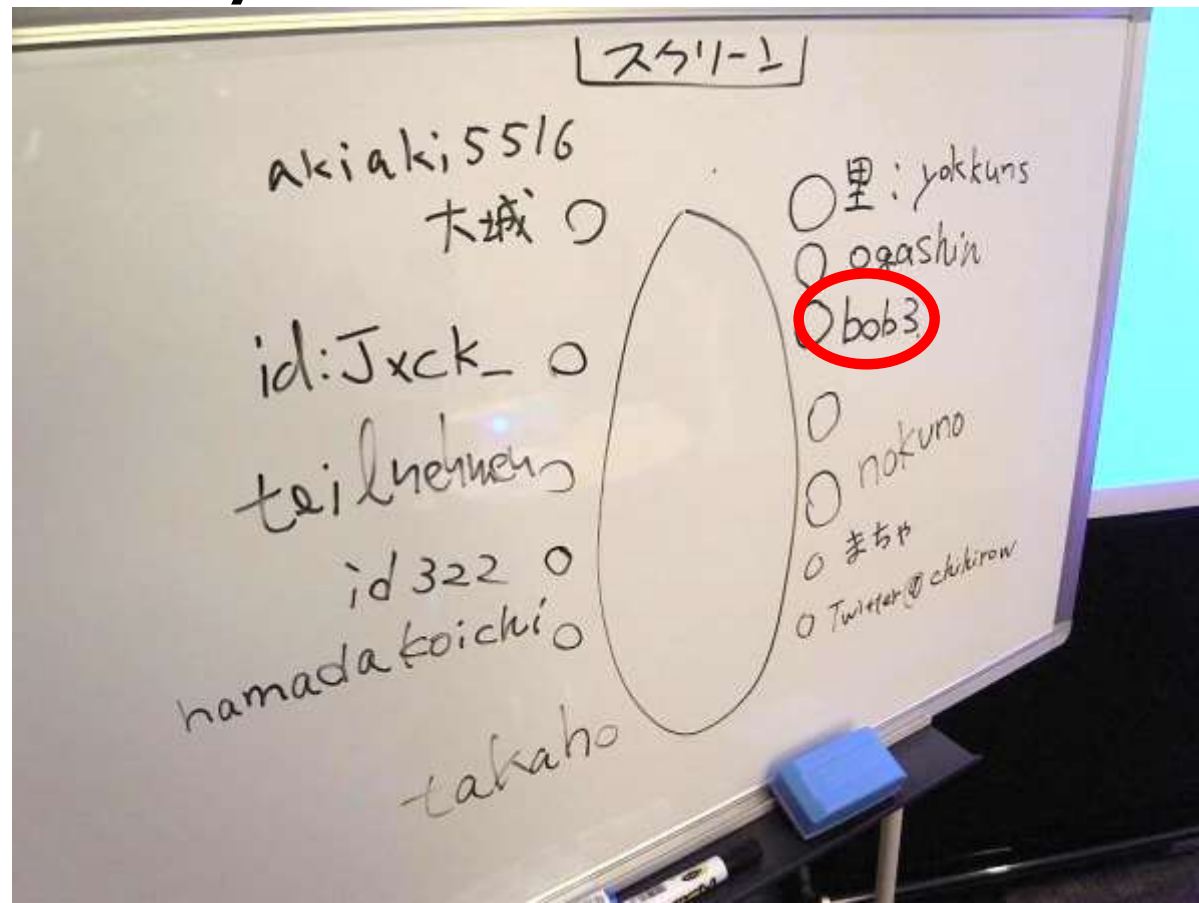 スクリーン
akiaki5516
大城
id:Jxck_
teilnehmen
id322
hamadakoichi
takaho
里:yokkuns
ogashin
bob3
nokuno
まちゃ
Twitter@chikirow